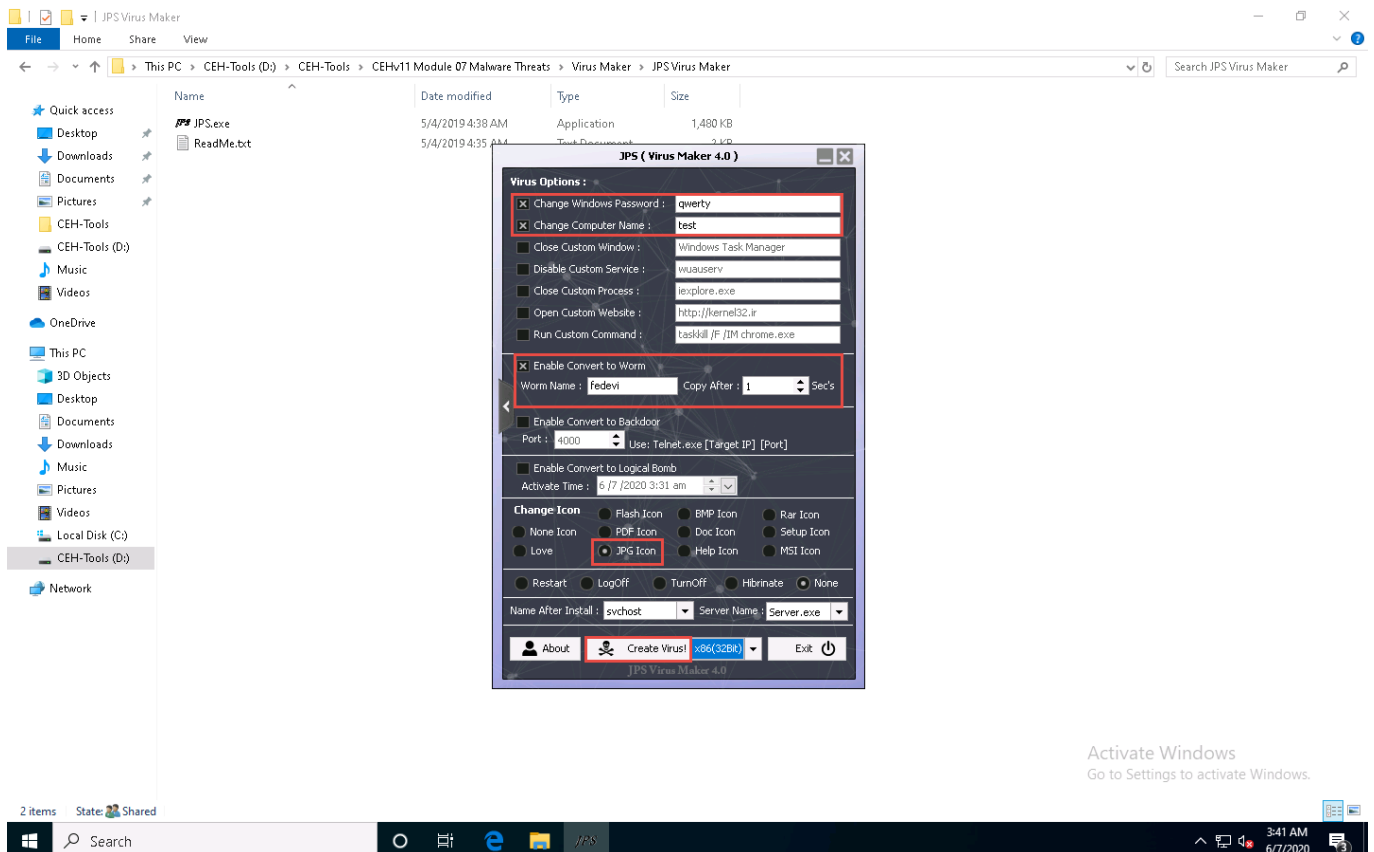 JPS Virus Maker
File Home Share View
This PC > CEH-Tools (D:) > CEH-Tools > CEHv11 Module 07 Malware Threats > Virus Maker > JPS Virus Maker
Search JPS Virus Maker
Name Date modified Type Size
JPS.exe 5/4/2019 4:38 AM Application 1,480 KB
ReadMe.txt 5/4/2019 4:35 AM Text Document 2 KB
Quick access
Desktop
Downloads
Documents
Pictures
CEH-Tools
CEH-Tools (D:)
Music
Videos
OneDrive
This PC
3D Objects
Desktop
Documents
Downloads
Music
Pictures
Videos
Local Disk (C:)
CEH-Tools (D:)
Network
JPS ( Virus Maker 4.0 )
Virus Options :
Change Windows Password : qwerty
Change Computer Name : test
Close Custom Window : Windows Task Manager
Disable Custom Service : wuauserv
Close Custom Process : iexplore.exe
Open Custom Website : http://kernel32.ir
Run Custom Command : taskkill /F /IM chrome.exe
Enable Convert to Worm
Worm Name : fedevi Copy After : 1 Sec's
Enable Convert to Backdoor
Port : 4000 Use: Telnet.exe [Target IP] [Port]
Enable Convert to Logical Bomb
Activate Time : 6 /7 /2020 3:31 am
Change Icon Flash Icon BMP Icon Rar Icon
None Icon PDF Icon Doc Icon Setup Icon
Love JPG Icon Help Icon MSI Icon
Restart LogOff TurnOff Hibrinate None
Name After Install : svchost Server Name : Server.exe
About Create Virus! x86(32Bit) Exit
JPS Virus Maker 4.0
Activate Windows
Go to Settings to activate Windows.
2 items State: Shared
Search JPS
3:41 AM
6/7/2020
3